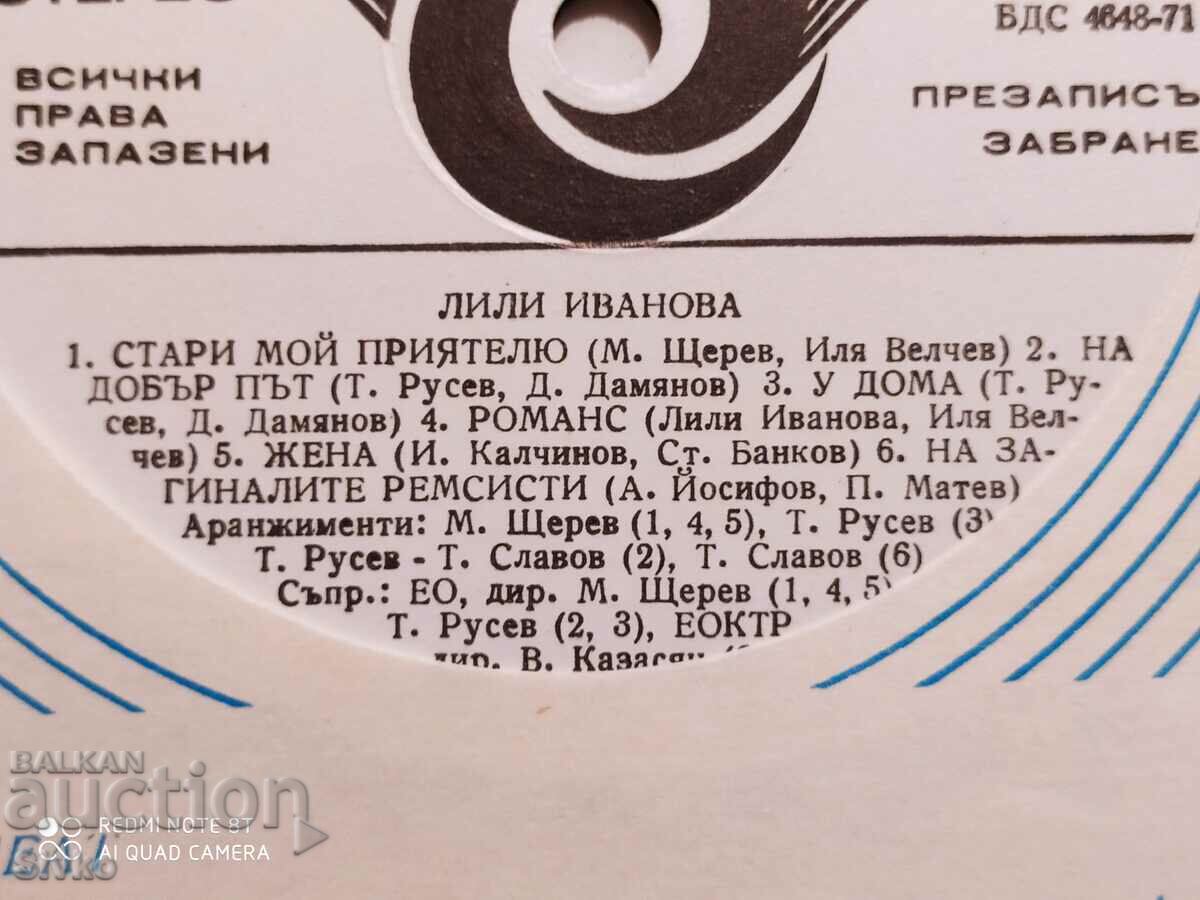 СТЕРЕО
БДС 4648-71
ВСИЧКИ
ПРАВА
ЗАПАЗЕНИ
ПРЕЗАПИСЪ
ЗАБРАНЕ
ЛИЛИ ИВАНОВА
1. СТАРИ МОЙ ПРИЯТЕЛЮ (М. Щерев, Иля Велчев) 2. НА
ДОБЪР ПЪТ (Т. Русев, Д. Дамянов) 3. У ДОМА (Т. Ру-
сев, Д. Дамянов) 4. РОМАНС (Лили Иванова, Иля Вел-
чев) 5. ЖЕНА (И. Калчинов, Ст. Банков) 6. НА ЗА-
ГИНАЛИТЕ РЕМСИСТИ (А. Йосифов, П. Матев)
Аранжименти: М. Щерев (1, 4, 5), Т. Русев (3)
Т. Русев - Т. Славов (2), Т. Славов (6)
Съпр.: ЕО, дир. М. Щерев (1, 4, 5)
Т. Русев (2, 3), ЕОКТР
дир. В. Казасян
BALKAN
auction
REDMI NOTE 8T
AI QUAD CAMERA
Sivko